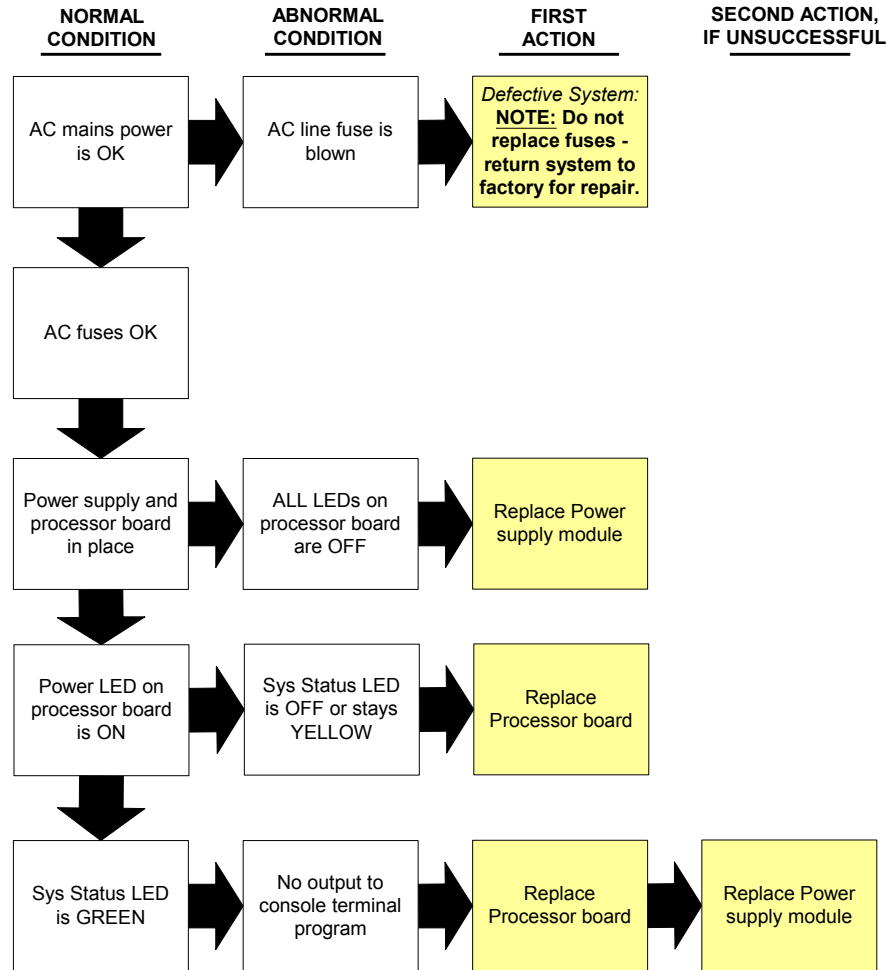 NORMAL
CONDITION
ABNORMAL
CONDITION
FIRST
ACTION
SECOND ACTION,
IF UNSUCCESSFUL
AC mains power
is OK
AC line fuse is
blown
Defective System:
NOTE: Do not
replace fuses -
return system to
factory for repair.
AC fuses OK
Power supply and
processor board
in place
ALL LEDs on
processor board
are OFF
Replace Power
supply module
Power LED on
processor board
is ON
Sys Status LED
is OFF or stays
YELLOW
Replace
Processor board
Sys Status LED
is GREEN
No output to
console terminal
program
Replace
Processor board
Replace Power
supply module